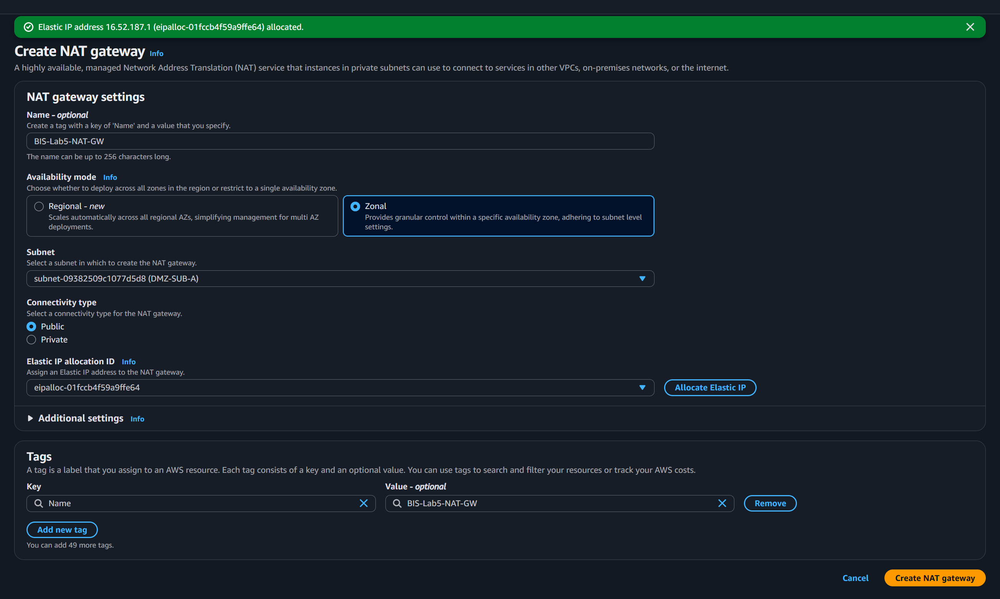 Elastic IP address 16.52.187.1 (eipalloc-01fccb4f59a9ffe64) allocated.
Create NAT gateway Info
A highly available, managed Network Address Translation (NAT) service that instances in private subnets can use to connect to services in other VPCs, on-premises networks, or the internet.
NAT gateway settings
Name - optional
Create a tag with a key of 'Name' and a value that you specify.
BIS-Lab5-NAT-GW
The name can be up to 256 characters long.
Availability mode Info
Choose whether to deploy across all zones in the region or restrict to a single availability zone.
Regional - new
Scales automatically across all regional AZs, simplifying management for multi AZ
deployments.
Zonal
Provides granular control within a specific availability zone, adhering to subnet level
settings.
Subnet
Select a subnet in which to create the NAT gateway.
subnet-09382509c1077d5d8 (DMZ-SUB-A)
Connectivity type
Select a connectivity type for the NAT gateway.
Public
Private
Elastic IP allocation ID Info
Assign an Elastic IP address to the NAT gateway.
eipalloc-01fccb4f59a9ffe64
Allocate Elastic IP
Additional settings Info
Tags
A tag is a label that you assign to an AWS resource. Each tag consists of a key and an optional value. You can use tags to search and filter your resources or track your AWS costs.
Key
Value - optional
Name
BIS-Lab5-NAT-GW
Remove
Add new tag
You can add 49 more tags.
Cancel
Create NAT gateway